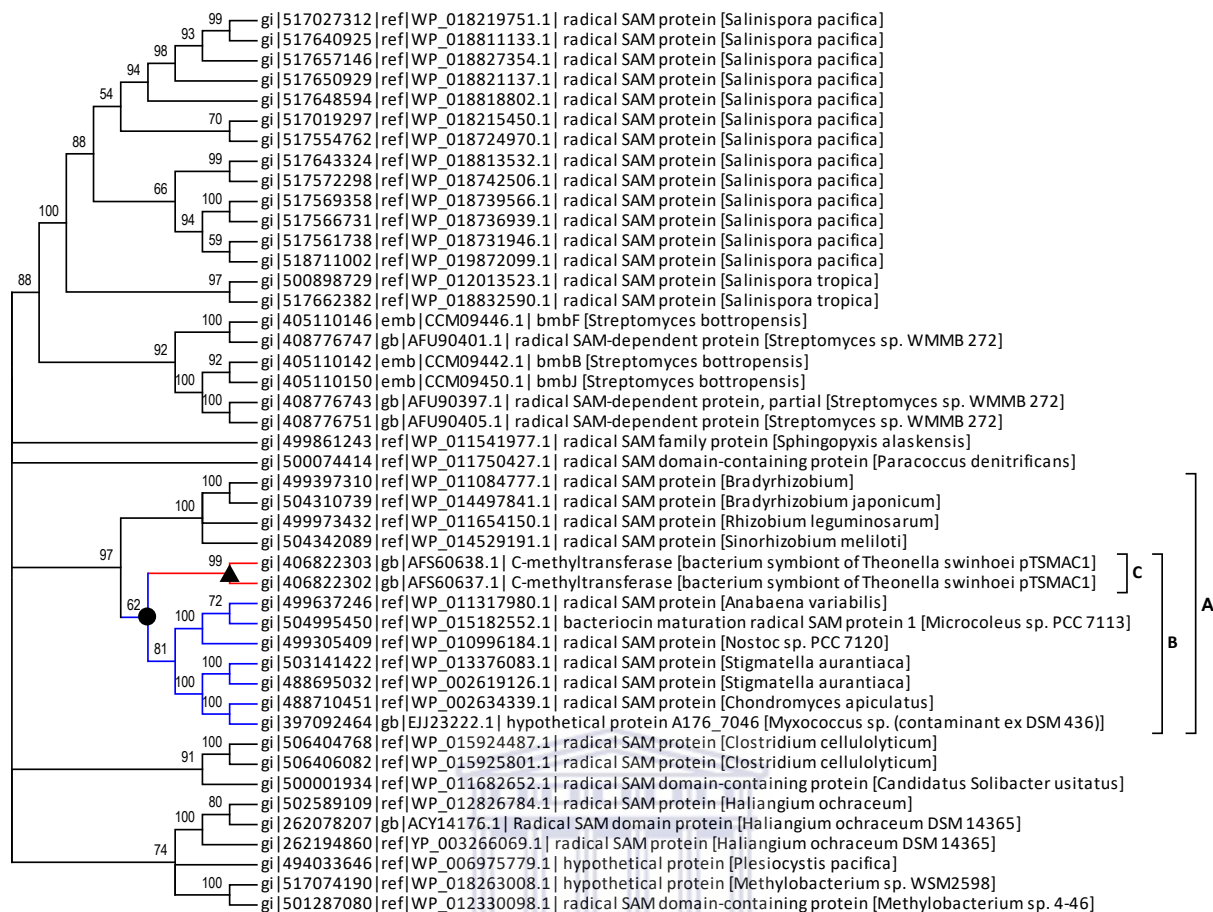 99
gi|517027312|ref|WP_018219751.1| radical SAM protein [Salinispora pacifica]
93
gi|517640925|ref|WP_018811133.1| radical SAM protein [Salinispora pacifica]
98
gi|517657146|ref|WP_018827354.1| radical SAM protein [Salinispora pacifica]
94
gi|517650929|ref|WP_018821137.1| radical SAM protein [Salinispora pacifica]
54
gi|517648594|ref|WP_018818802.1| radical SAM protein [Salinispora pacifica]
70
gi|517019297|ref|WP_018215450.1| radical SAM protein [Salinispora pacifica]
88
gi|517554762|ref|WP_018724970.1| radical SAM protein [Salinispora pacifica]
99
gi|517643324|ref|WP_018813532.1| radical SAM protein [Salinispora pacifica]
66
gi|517572298|ref|WP_018742506.1| radical SAM protein [Salinispora pacifica]
100
gi|517569358|ref|WP_018739566.1| radical SAM protein [Salinispora pacifica]
100
94
gi|517566731|ref|WP_018736939.1| radical SAM protein [Salinispora pacifica]
59
gi|517561738|ref|WP_018731946.1| radical SAM protein [Salinispora pacifica]
gi|518711002|ref|WP_019872099.1| radical SAM protein [Salinispora pacifica]
88
97
gi|500898729|ref|WP_012013523.1| radical SAM protein [Salinispora tropica]
gi|517662382|ref|WP_018832590.1| radical SAM protein [Salinispora tropica]
100
gi|405110146|emb|CCM09446.1| bmbF [Streptomyces bottropensis]
gi|408776747|gb|AFU90401.1| radical SAM-dependent protein [Streptomyces sp. WMMB 272]
92
92
gi|405110142|emb|CCM09442.1| bmbB [Streptomyces bottropensis]
100
gi|405110150|emb|CCM09450.1| bmbJ [Streptomyces bottropensis]
100
gi|408776743|gb|AFU90397.1| radical SAM-dependent protein, partial [Streptomyces sp. WMMB 272]
gi|408776751|gb|AFU90405.1| radical SAM-dependent protein [Streptomyces sp. WMMB 272]
gi|499861243|ref|WP_011541977.1| radical SAM family protein [Sphingopyxis alaskensis]
gi|500074414|ref|WP_011750427.1| radical SAM domain-containing protein [Paracoccus denitrificans]
100
gi|499397310|ref|WP_011084777.1| radical SAM protein [Bradyrhizobium]
100
gi|504310739|ref|WP_014497841.1| radical SAM protein [Bradyrhizobium japonicum]
gi|499973432|ref|WP_011654150.1| radical SAM protein [Rhizobium leguminosarum]
gi|504342089|ref|WP_014529191.1| radical SAM protein [Sinorhizobium meliloti]
97
99
gi|406822303|gb|AFS60638.1| C-methyltransferase [bacterium symbiont of Theonella swinhoei pTSMAC1]
C
gi|406822302|gb|AFS60637.1| C-methyltransferase [bacterium symbiont of Theonella swinhoei pTSMAC1]
62
72
gi|499637246|ref|WP_011317980.1| radical SAM protein [Anabaena variabilis]
A
100
gi|504995450|ref|WP_015182552.1| bacteriocin maturation radical SAM protein 1 [Microcoleus sp. PCC 7113]
81
gi|499305409|ref|WP_010996184.1| radical SAM protein [Nostoc sp. PCC 7120]
B
100
gi|503141422|ref|WP_013376083.1| radical SAM protein [Stigmatella aurantiaca]
100
gi|488695032|ref|WP_002619126.1| radical SAM protein [Stigmatella aurantiaca]
100
gi|488710451|ref|WP_002634339.1| radical SAM protein [Chondromyces apiculatus]
gi|397092464|gb|EJJ23222.1| hypothetical protein A176_7046 [Myxococcus sp. (contaminant ex DSM 436)]
100
gi|506404768|ref|WP_015924487.1| radical SAM protein [Clostridium cellulolyticum]
91
gi|506406082|ref|WP_015925801.1| radical SAM protein [Clostridium cellulolyticum]
gi|500001934|ref|WP_011682652.1| radical SAM domain-containing protein [Candidatus Solibacter usitatus]
80
gi|502589109|ref|WP_012826784.1| radical SAM protein [Haliangium ochraceum]
100
gi|262078207|gb|ACY14176.1| Radical SAM domain protein [Haliangium ochraceum DSM 14365]
gi|262194860|ref|YP_003266069.1| radical SAM protein [Haliangium ochraceum DSM 14365]
74
gi|494033646|ref|WP_006975779.1| hypothetical protein [Plesiocystis pacifica]
100
gi|517074190|ref|WP_018263008.1| hypothetical protein [Methylobacterium sp. WSM2598]
gi|501287080|ref|WP_012330098.1| radical SAM domain-containing protein [Methylobacterium sp. 4-46]